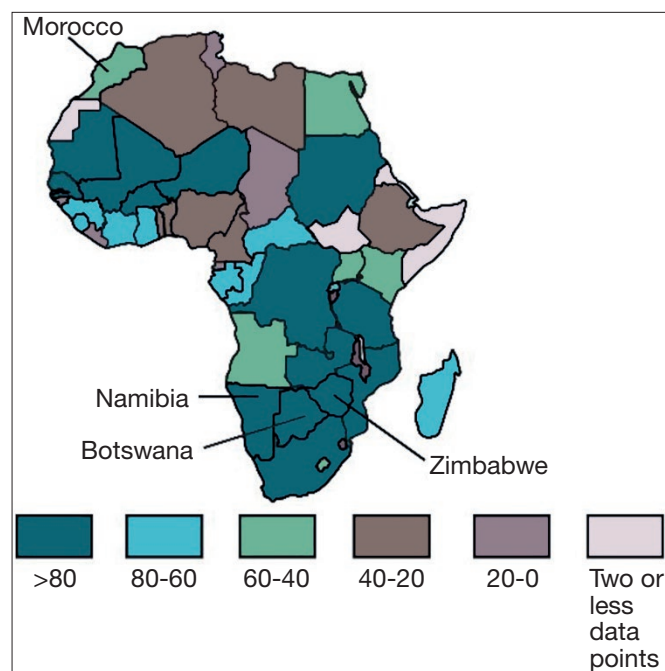 Morocco
Namibia
Botswana
Zimbabwe
>80
80-60
60-40
40-20
20-0
Two or
less
data
points